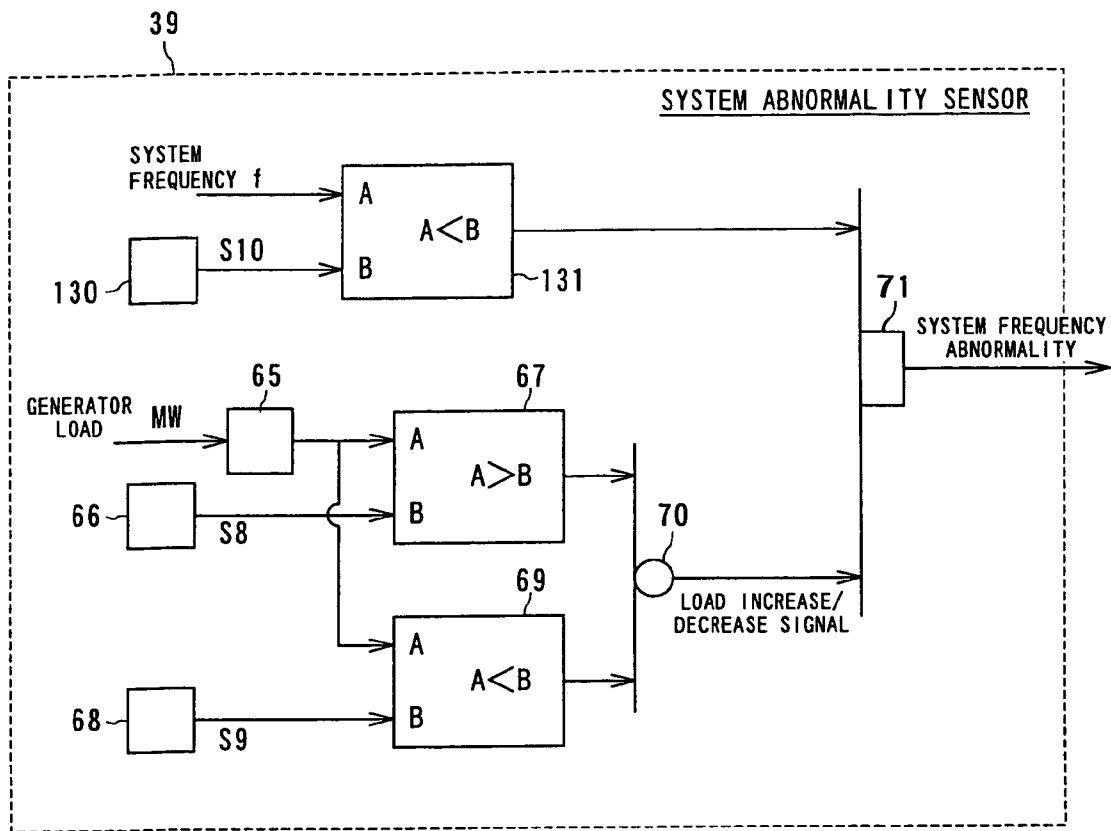 39
SYSTEM ABNORMALITY SENSOR
SYSTEM
FREQUENCY f
A
A<B
S10
B
130
131
71
SYSTEM FREQUENCY
ABNORMALITY
65
67
GENERATOR
LOAD
MW
A
A>B
66
S8
B
70
69
LOAD INCREASE/
DECREASE SIGNAL
A
A<B
68
S9
B